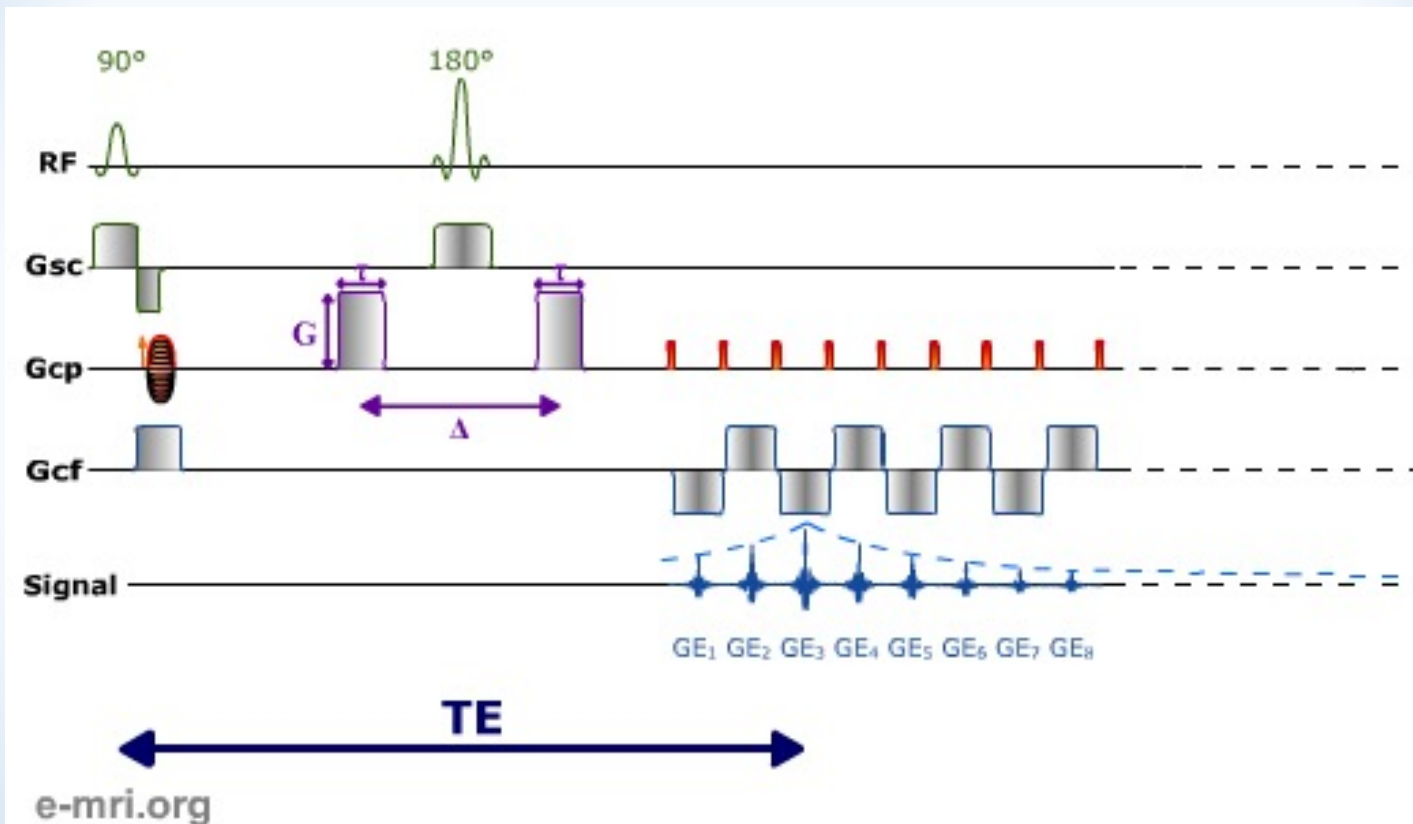 90° 180°
RF
Gsc
τ τ
G
Gcp
Δ
Gcf
Signal
GE₁ GE₂ GE₃ GE₄ GE₅ GE₆ GE₇ GE₈
TE
e-mri.org